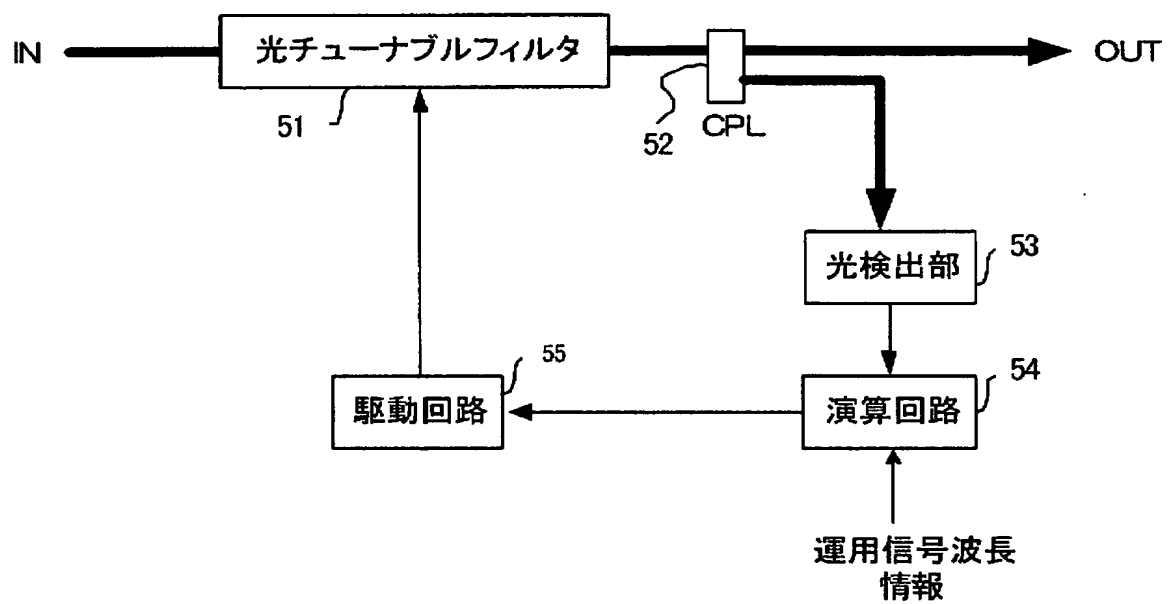 IN
光チューナブルフィルタ
OUT
51
52
CPL
光検出部
53
55
54
駆動回路
演算回路
運用信号波長
情報